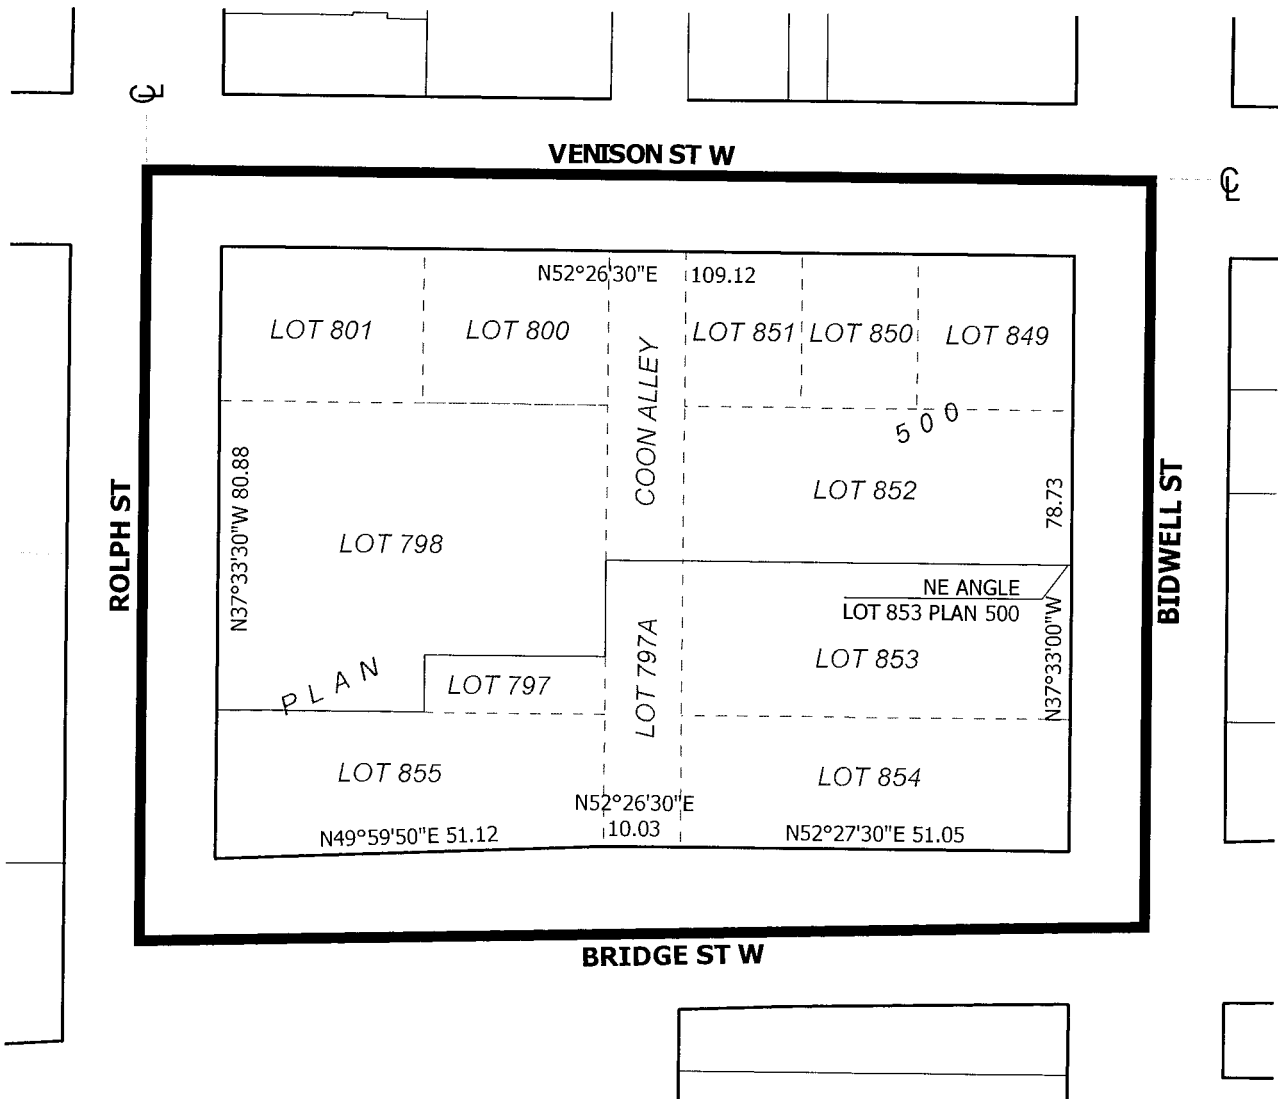 ℄
VENISON ST W
℄
N52°26'30"E 109.12
LOT 801
LOT 800
LOT 851
LOT 850
LOT 849
COON ALLEY
500
LOT 852
78.73
N37°33'30"W 80.88
LOT 798
ROLPH ST
BIDWELL ST
NE ANGLE
LOT 853 PLAN 500
N37°33'00"W
LOT 853
LOT 797A
PLAN
LOT 797
LOT 855
LOT 854
N52°26'30"E
10.03
N49°59'50"E 51.12
N52°27'30"E 51.05
BRIDGE ST W